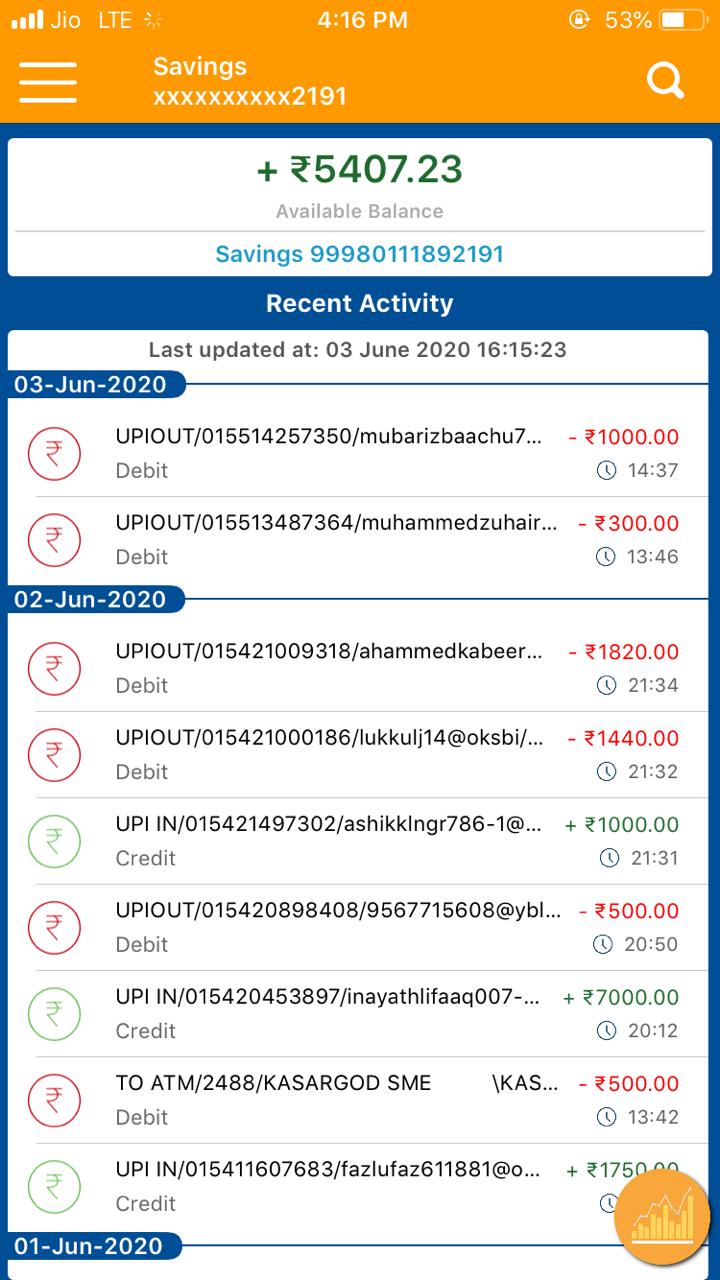 Jio LTE 4:16 PM 53%
Savings
xxxxxxxxxx2191
+ ₹5407.23
Available Balance
Savings 99980111892191
Recent Activity
Last updated at: 03 June 2020 16:15:23
03-Jun-2020
UPIOUT/015514257350/mubarizbaachu7... - ₹1000.00
Debit 14:37
UPIOUT/015513487364/muhammedzuhair... - ₹300.00
Debit 13:46
02-Jun-2020
UPIOUT/015421009318/ahammedkabeer... - ₹1820.00
Debit 21:34
UPIOUT/015421000186/lukkulj14@oksbi/... - ₹1440.00
Debit 21:32
UPI IN/015421497302/ashikklngr786-1@... + ₹1000.00
Credit 21:31
UPIOUT/015420898408/9567715608@ybl... - ₹500.00
Debit 20:50
UPI IN/015420453897/inayathlifaaq007-... + ₹7000.00
Credit 20:12
TO ATM/2488/KASARGOD SME \KAS... - ₹500.00
Debit 13:42
UPI IN/015411607683/fazlufaz611881@o... + ₹1750.00
Credit
01-Jun-2020